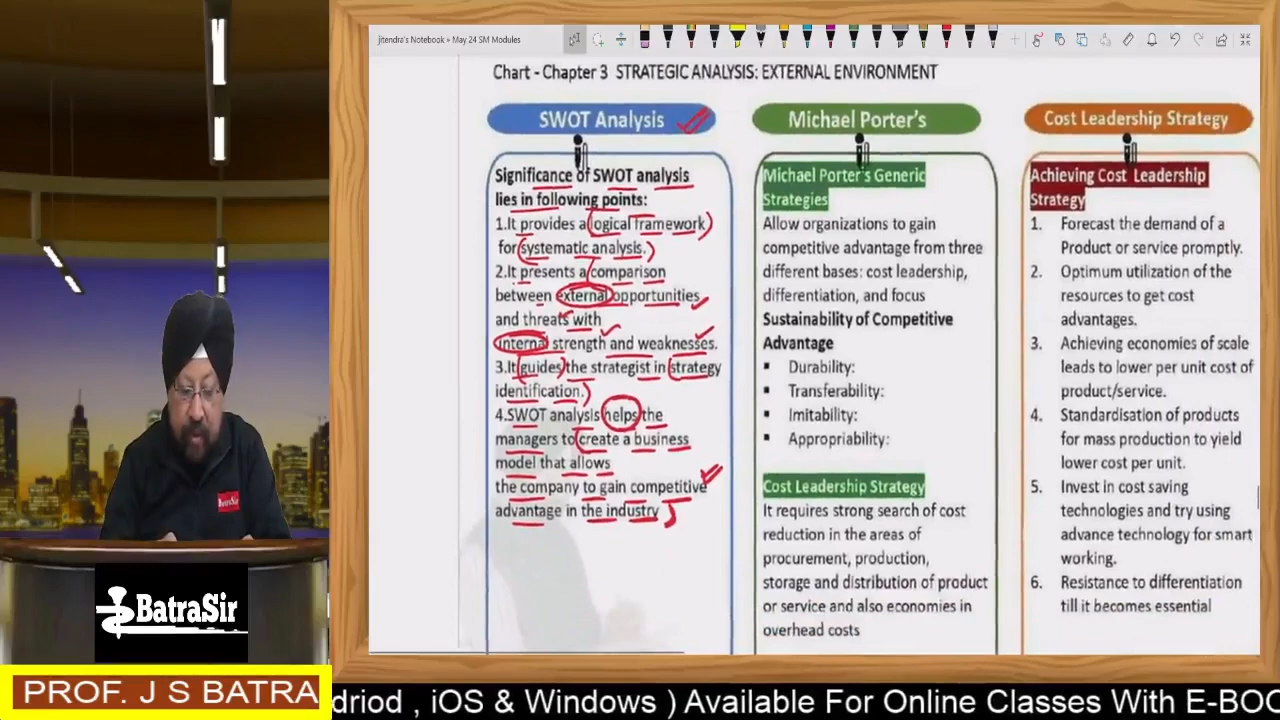 jitendra's Notebook » May 24 SM Modules
Chart - Chapter 3 STRATEGIC ANALYSIS: EXTERNAL ENVIRONMENT
SWOT Analysis
Significance of SWOT analysis
lies in following points:
1.It provides a logical framework
for systematic analysis.
2.It presents a comparison
between external opportunities
and threats with
internal strength and weaknesses.
3.It guides the strategist in strategy
identification.
4.SWOT analysis helps the
managers to create a business
model that allows
the company to gain competitive
advantage in the industry
Michael Porter's
Michael Porter's Generic
Strategies
Allow organizations to gain
competitive advantage from three
different bases: cost leadership,
differentiation, and focus
Sustainability of Competitive
Advantage
▪ Durability:
▪ Transferability:
▪ Imitability:
▪ Appropriability:
Cost Leadership Strategy
It requires strong search of cost
reduction in the areas of
procurement, production,
storage and distribution of product
or service and also economies in
overhead costs
Cost Leadership Strategy
Achieving Cost Leadership
Strategy
1. Forecast the demand of a
Product or service promptly.
2. Optimum utilization of the
resources to get cost
advantages.
3. Achieving economies of scale
leads to lower per unit cost of
product/service.
4. Standardisation of products
for mass production to yield
lower cost per unit.
5. Invest in cost saving
technologies and try using
advance technology for smart
working.
6. Resistance to differentiation
till it becomes essential
BatraSir
PROF. J S BATRA
driod , iOS & Windows ) Available For Online Classes With E-BOO